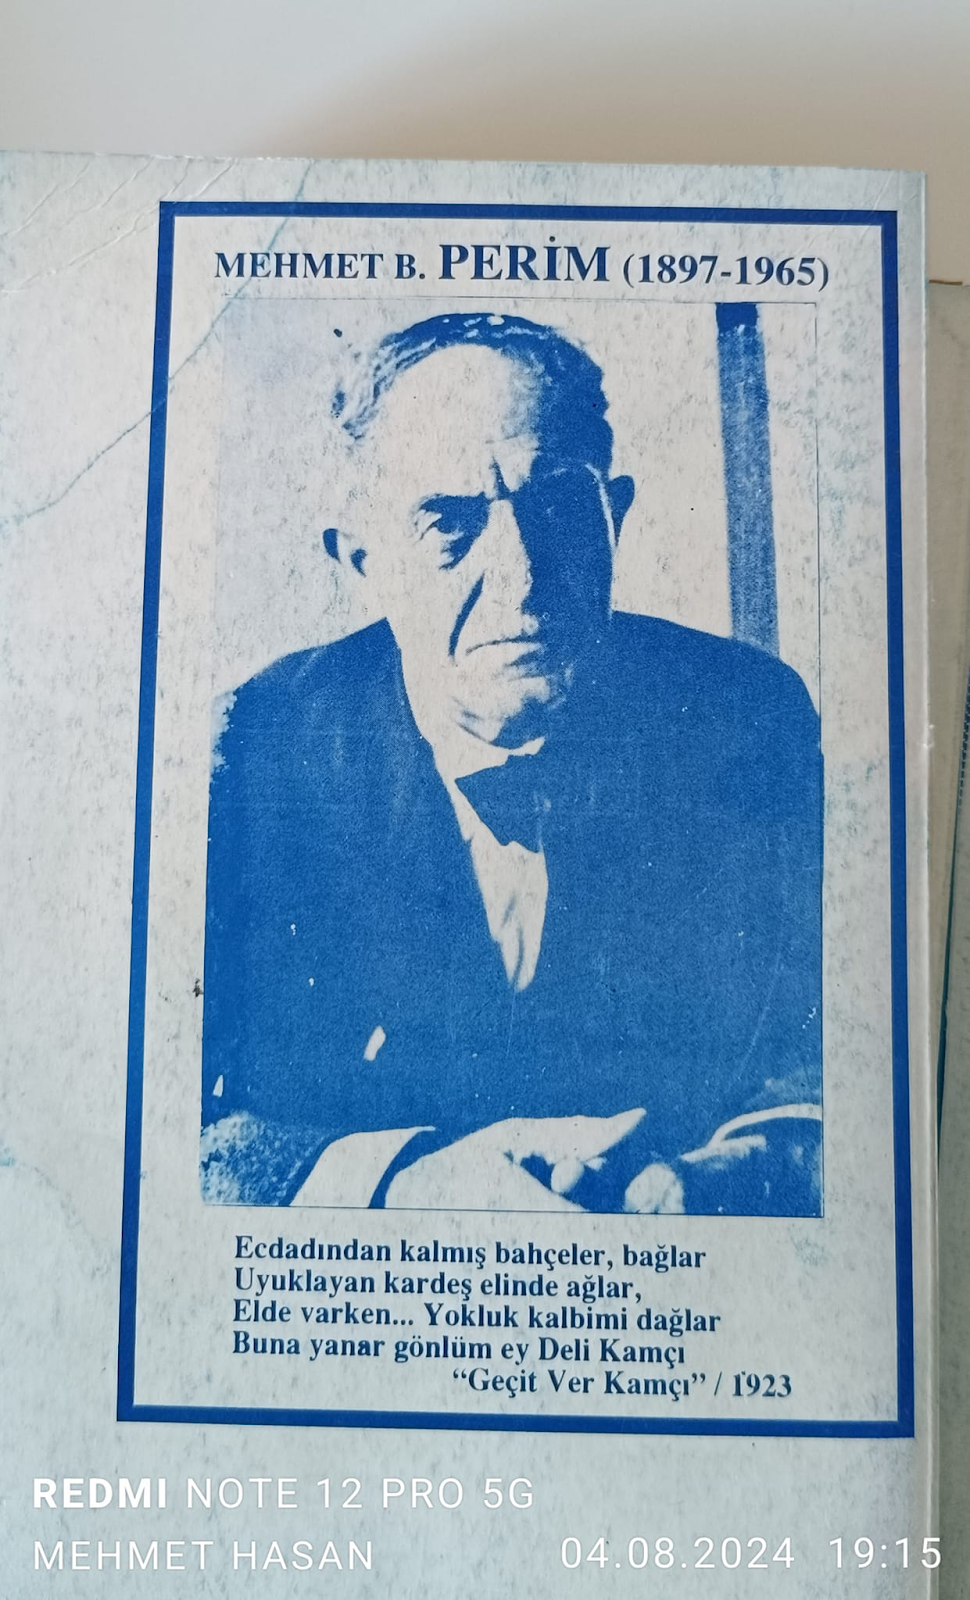 MEHMET B. PERİM (1897-1965)
Ecdadından kalmış bahçeler, bağlar
Uyuklayan kardeş elinde ağlar,
Elde varken... Yokluk kalbimi dağlar
Buna yanar gönlüm ey Deli Kamçı
“Geçit Ver Kamçı” / 1923
REDMI NOTE 12 PRO 5G
MEHMET HASAN 04.08.2024 19:15